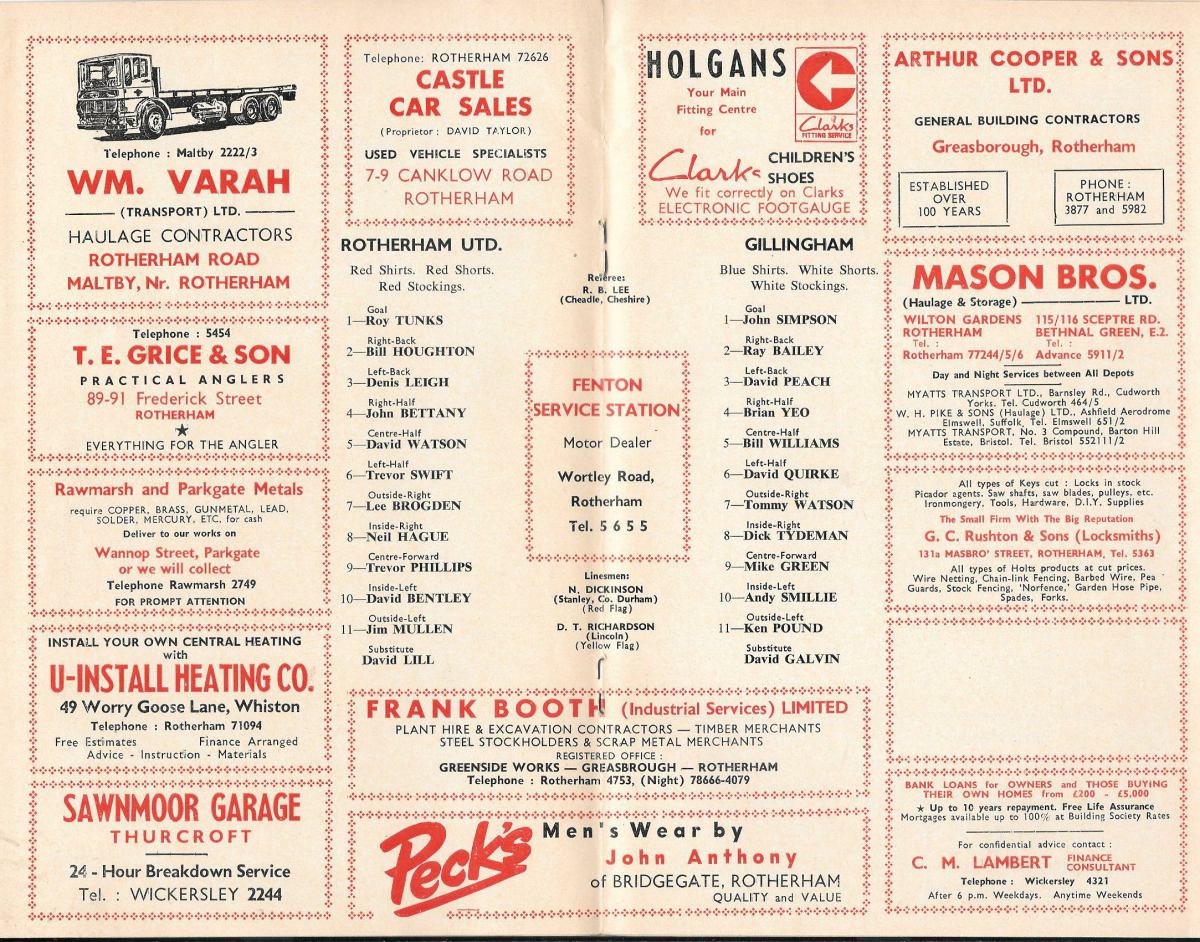 Telephone : Maltby 2222/3
WM. VARAH
(TRANSPORT) LTD.
HAULAGE CONTRACTORS
ROTHERHAM ROAD
MALTBY, Nr. ROTHERHAM
Telephone : 5454
T. E. GRICE & SON
PRACTICAL ANGLERS
89-91 Frederick Street
ROTHERHAM
★
EVERYTHING FOR THE ANGLER
Rawmarsh and Parkgate Metals
require COPPER, BRASS, GUNMETAL, LEAD,
SOLDER, MERCURY, ETC, for cash
Deliver to our works on
Wannop Street, Parkgate
or we will collect
Telephone Rawmarsh 2749
FOR PROMPT ATTENTION
INSTALL YOUR OWN CENTRAL HEATING
with
U-INSTALL HEATING CO.
49 Worry Goose Lane, Whiston
Telephone : Rotherham 71094
Free Estimates Finance Arranged
Advice - Instruction - Materials
SAWNMOOR GARAGE
THURCROFT
24 - Hour Breakdown Service
Tel. : WICKERSLEY 2244
Telephone: ROTHERHAM 72626
CASTLE
CAR SALES
(Proprietor : DAVID TAYLOR)
USED VEHICLE SPECIALISTS
7-9 CANKLOW ROAD
ROTHERHAM
ROTHERHAM UTD.
Red Shirts. Red Shorts.
Red Stockings.
Goal
1—Roy TUNKS
Right-Back
2—Bill HOUGHTON
Left-Back
3—Denis LEIGH
Right-Half
4—John BETTANY
Centre-Half
5—David WATSON
Left-Half
6—Trevor SWIFT
Outside-Right
7—Lee BROGDEN
Inside-Right
8—Neil HAGUE
Centre-Forward
9—Trevor PHILLIPS
Inside-Left
10—David BENTLEY
Outside-Left
11—Jim MULLEN
Substitute
David LILL
Referee:
R. B. LEE
(Cheadle, Cheshire)
FENTON
SERVICE STATION
Motor Dealer
Wortley Road,
Rotherham
Tel. 5655
Linesmen:
N. DICKINSON
(Stanley, Co. Durham)
(Red Flag)
D. T. RICHARDSON
(Lincoln)
(Yellow Flag)
HOLGANS
Your Main
Fitting Centre
for
Clarks
FITTING SERVICE
Clarks CHILDREN'S
SHOES
We fit correctly on Clarks
ELECTRONIC FOOTGAUGE
GILLINGHAM
Blue Shirts. White Shorts.
White Stockings.
Goal
1—John SIMPSON
Right-Back
2—Ray BAILEY
Left-Back
3—David PEACH
Right-Half
4—Brian YEO
Centre-Half
5—Bill WILLIAMS
Left-Half
6—David QUIRKE
Outside-Right
7—Tommy WATSON
Inside-Right
8—Dick TYDEMAN
Centre-Forward
9—Mike GREEN
Inside-Left
10—Andy SMILLIE
Outside-Left
11—Ken POUND
Substitute
David GALVIN
FRANK BOOTH (Industrial Services) LIMITED
PLANT HIRE & EXCAVATION CONTRACTORS — TIMBER MERCHANTS
STEEL STOCKHOLDERS & SCRAP METAL MERCHANTS
REGISTERED OFFICE :
GREENSIDE WORKS — GREASBROUGH — ROTHERHAM
Telephone : Rotherham 4753, (Night) 78666-4079
Peck's Men's Wear by
John Anthony
of BRIDGEGATE, ROTHERHAM
QUALITY and VALUE
ARTHUR COOPER & SONS
LTD.
GENERAL BUILDING CONTRACTORS
Greasborough, Rotherham
ESTABLISHED
OVER
100 YEARS
PHONE :
ROTHERHAM
3877 and 5982
MASON BROS.
(Haulage & Storage) LTD.
WILTON GARDENS
ROTHERHAM
Tel. :
Rotherham 77244/5/6
115/116 SCEPTRE RD.
BETHNAL GREEN, E.2.
Tel. :
Advance 5911/2
Day and Night Services between All Depots
MYATTS TRANSPORT LTD., Barnsley Rd., Cudworth
Yorks. Tel. Cudworth 464/5
W. H. PIKE & SONS (Haulage) LTD., Ashfield Aerodrome
Elmswell, Suffolk, Tel. Elmswell 651/2
MYATTS TRANSPORT, No. 3 Compound, Barton Hill
Estate, Bristol. Tel. Bristol 552111/2
All types of Keys cut : Locks in stock
Picador agents. Saw shafts, saw blades, pulleys, etc.
Ironmongery, Tools, Hardware, D.I.Y. Supplies
The Small Firm With The Big Reputation
G. C. Rushton & Sons (Locksmiths)
131a MASBRO' STREET, ROTHERHAM, Tel. 5363
All types of Holts products at cut prices.
Wire Netting, Chain-link Fencing, Barbed Wire, Pea
Guards, Stock Fencing, 'Norfence,' Garden Hose Pipe,
Spades, Forks.
BANK LOANS for OWNERS and THOSE BUYING
THEIR OWN HOMES from £200 - £5,000
★ Up to 10 years repayment. Free Life Assurance
Mortgages available up to 100% at Building Society Rates
For confidential advice contact :
C. M. LAMBERT FINANCE
CONSULTANT
Telephone : Wickersley 4321
After 6 p.m. Weekdays. Anytime Weekends